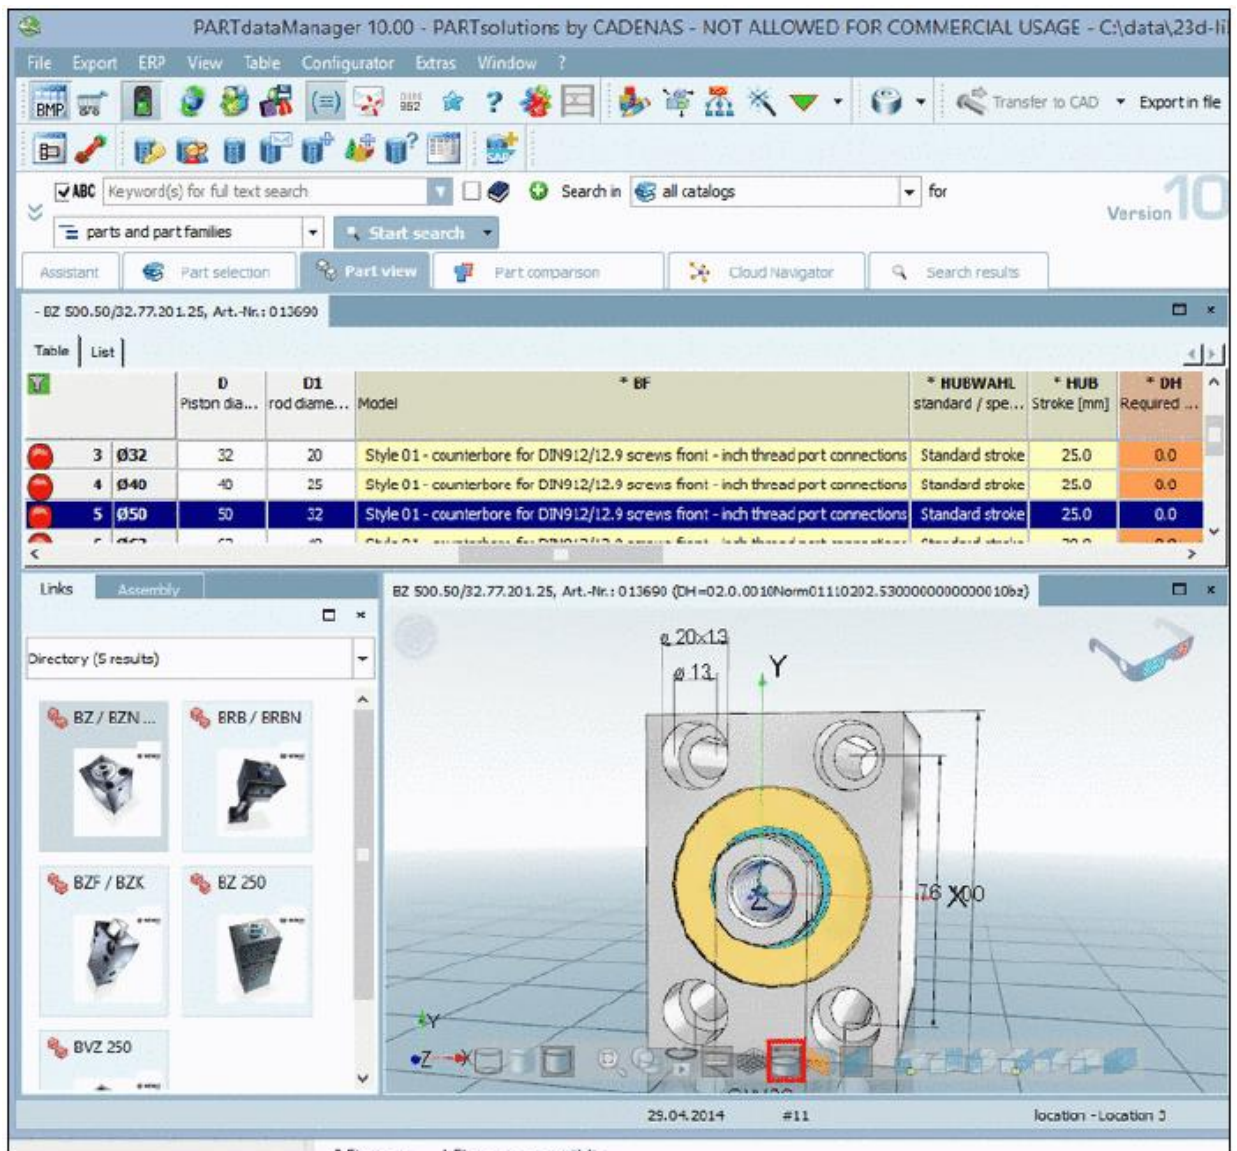 PARTdataManager 10.00 - PARTsolutions by CADENAS - NOT ALLOWED FOR COMMERCIAL USAGE - C:\data\23d-li
File Export ERP View Table Configurator Extras Window ?
BMP
Transfer to CAD Export in file
SAP
ABC Keyword(s) for full text search Search in all catalogs for
Version 10
parts and part families Start search
Assistant Part selection Part view Part comparison Cloud Navigator Search results
- BZ 500.50/32.77.201.25, Art.-Nr.: 013690
Table List
D D1 * BF * HUBWAHL * HUB * DH
Piston dia... rod diame... Model standard / spe... Stroke [mm] Required ...
3 Ø32 32 20 Style 01 - counterbore for DIN912/12.9 screws front - inch thread port connections Standard stroke 25.0 0.0
4 Ø40 40 25 Style 01 - counterbore for DIN912/12.9 screws front - inch thread port connections Standard stroke 25.0 0.0
5 Ø50 50 32 Style 01 - counterbore for DIN912/12.9 screws front - inch thread port connections Standard stroke 25.0 0.0
Links Assembly
BZ 500.50/32.77.201.25, Art.-Nr.: 013690 (DH=02.0.0010Norm01110202.5300000000000010bz)
Directory (5 results)
BZ / BZN ... BRB / BRBN
BZF / BZK BZ 250
BVZ 250
ø 20x13
ø 13
Y
76 X 100
Z
Y
Z X
29.04.2014 #11 location -Location 3